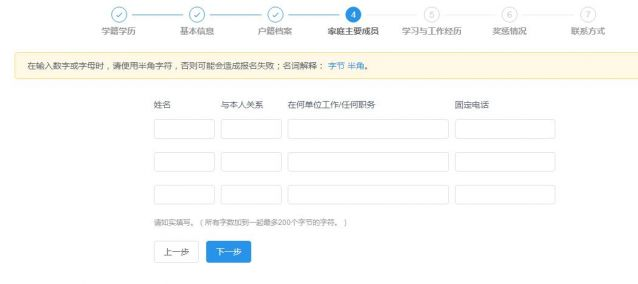 4 5 6 7
学籍学历 基本信息 户籍档案 家庭主要成员 学习与工作经历 奖惩情况 联系方式
在输入数字或字母时，请使用半角字符，否则可能会造成报名失败；名词解释： 字节 半角。
姓名 与本人关系 在何单位工作/任何职务 固定电话
请如实填写。（所有字数加到一起最多200个字节的字符。）
上一步 下一步